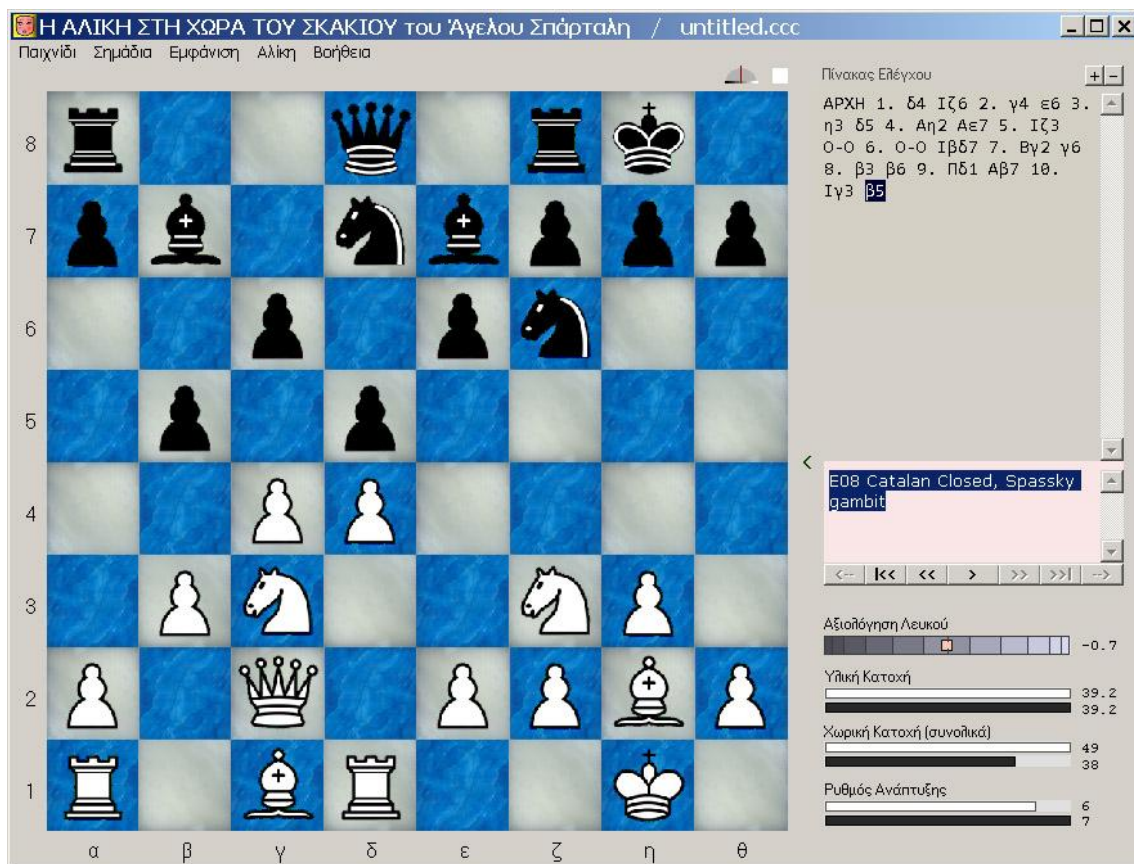 Η ΑΛΙΚΗ ΣΤΗ ΧΩΡΑ ΤΟΥ ΣΚΑΚΙΟΥ του Άγελου Σπάρταλη / untitled.ccc
Παιχνίδι Σημάδια Εμφάνιση Αλίκη Βοήθεια
Πίνακας Ελέγχου
+ −
ΑΡΧΗ 1. δ4 Ιζ6 2. γ4 ε6 3.
η3 δ5 4. Αη2 Αε7 5. Ιζ3
Ο-Ο 6. Ο-Ο Ιβδ7 7. Βγ2 γ6
8. β3 β6 9. Πδ1 Αβ7 10.
Ιγ3 β5
8
7
6
5
4
3
2
1
α β γ δ ε ζ η θ
<
E08 Catalan Closed, Spassky
gambit
<-- |<< << > >> >>| -->
Αξιολόγηση Λευκού
-0.7
Υλική Κατοχή
39.2
39.2
Χωρική Κατοχή (συνολικά)
49
38
Ρυθμός Ανάπτυξης
6
7